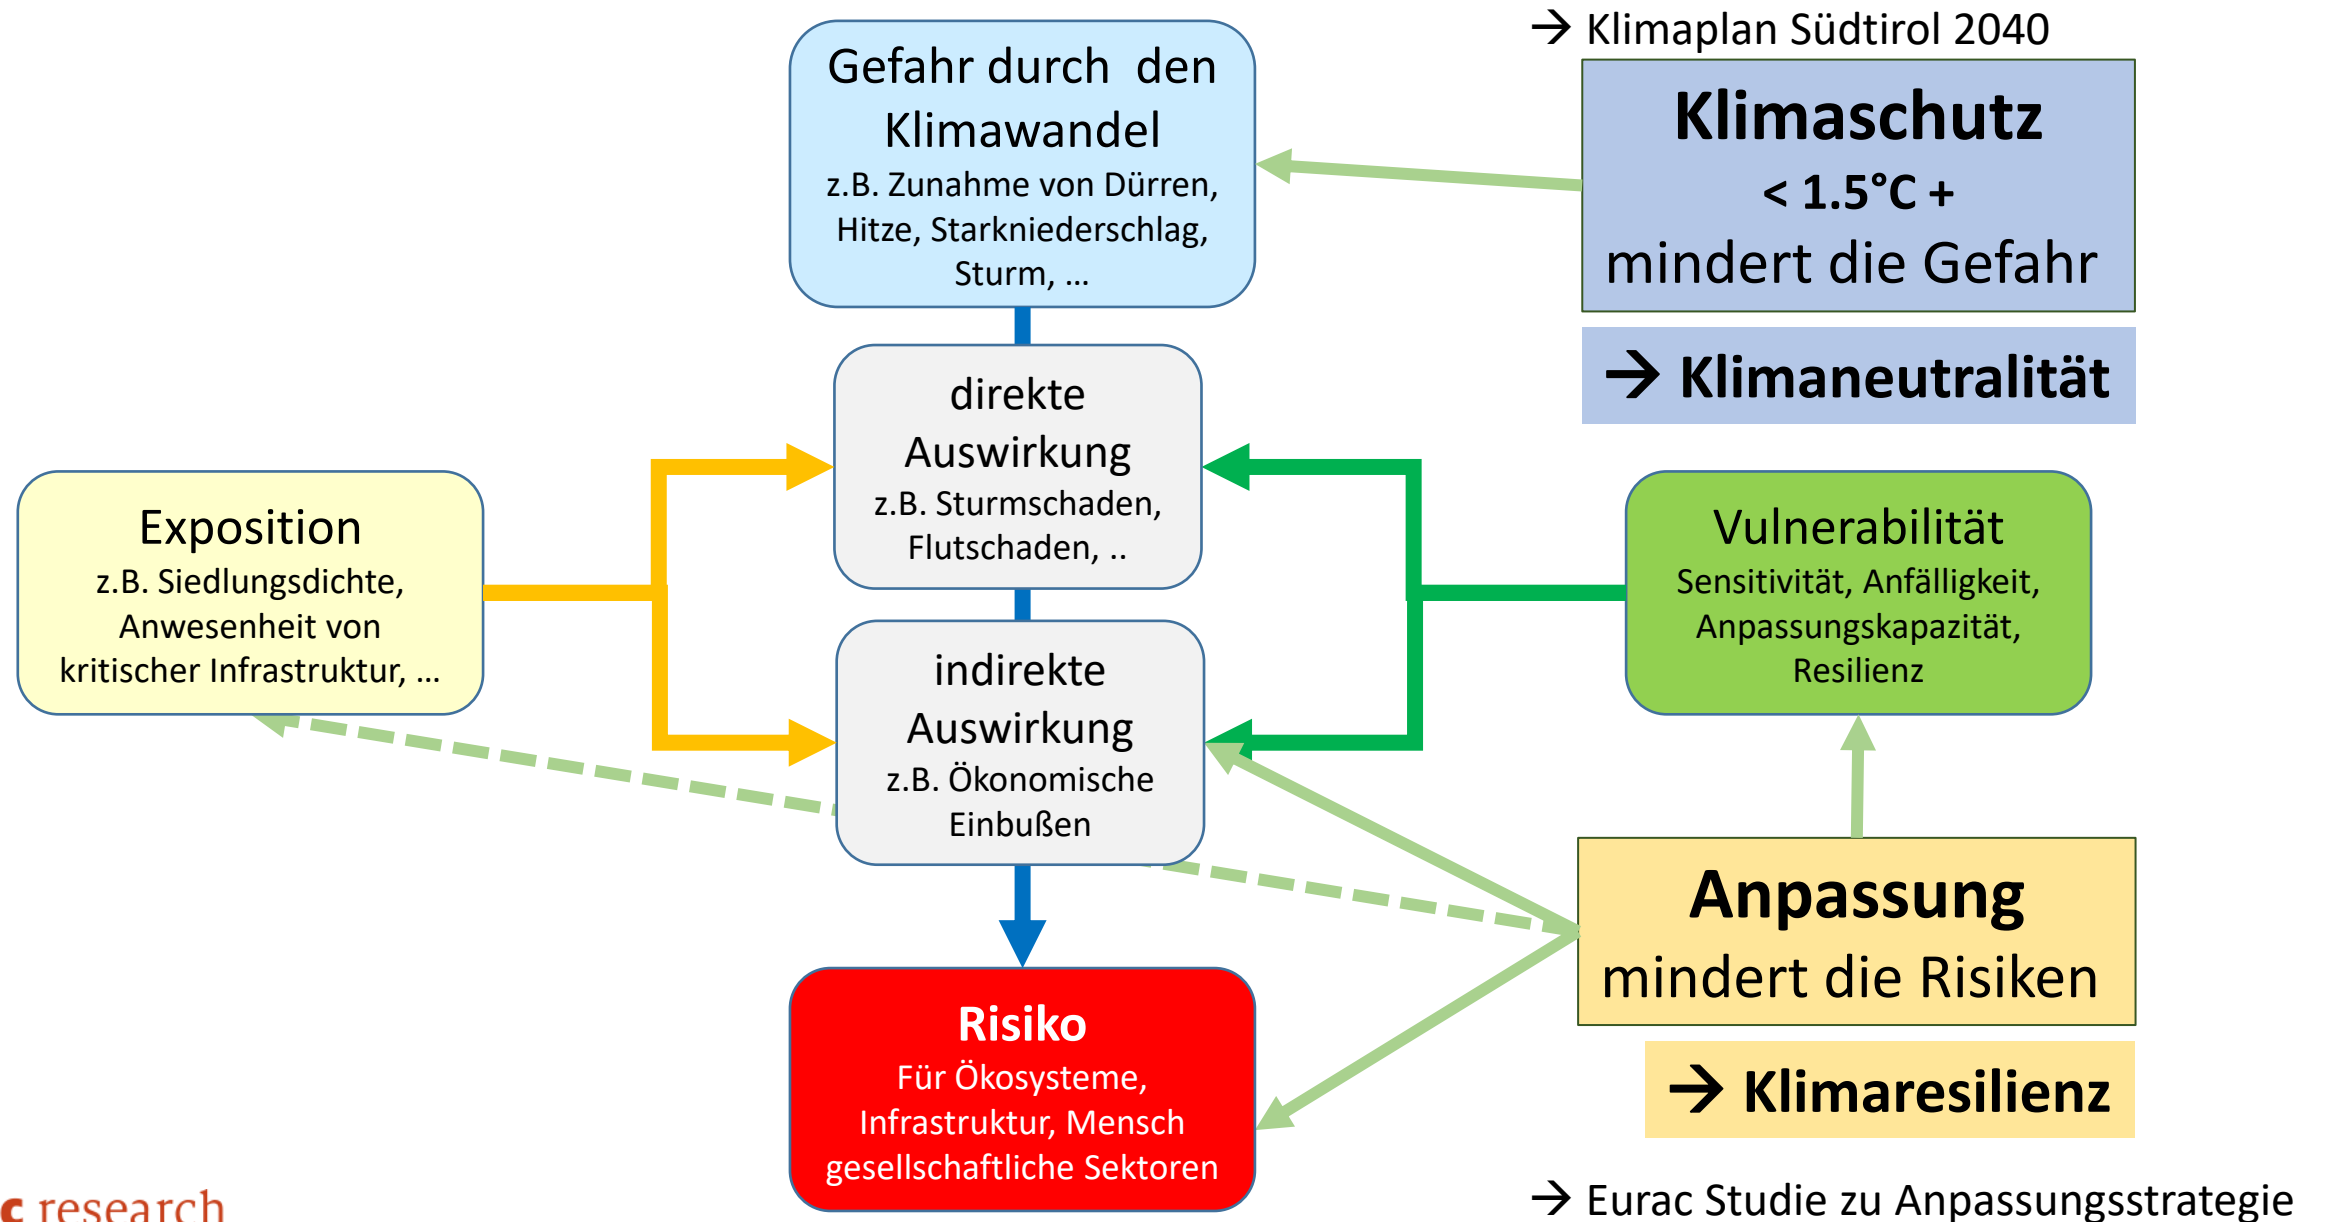 → Klimaplan Südtirol 2040
Gefahr durch den
Klimawandel
z.B. Zunahme von Dürren,
Hitze, Starkniederschlag,
Sturm, ...
Klimaschutz
< 1.5°C +
mindert die Gefahr
→ Klimaneutralität
direkte
Auswirkung
z.B. Sturmschaden,
Flutschaden, ..
Exposition
z.B. Siedlungsdichte,
Anwesenheit von
kritischer Infrastruktur, ...
Vulnerabilität
Sensitivität, Anfälligkeit,
Anpassungskapazität,
Resilienz
indirekte
Auswirkung
z.B. Ökonomische
Einbußen
Anpassung
mindert die Risiken
→ Klimaresilienz
Risiko
Für Ökosysteme,
Infrastruktur, Mensch
gesellschaftliche Sektoren
→ Eurac Studie zu Anpassungsstrategie
c research